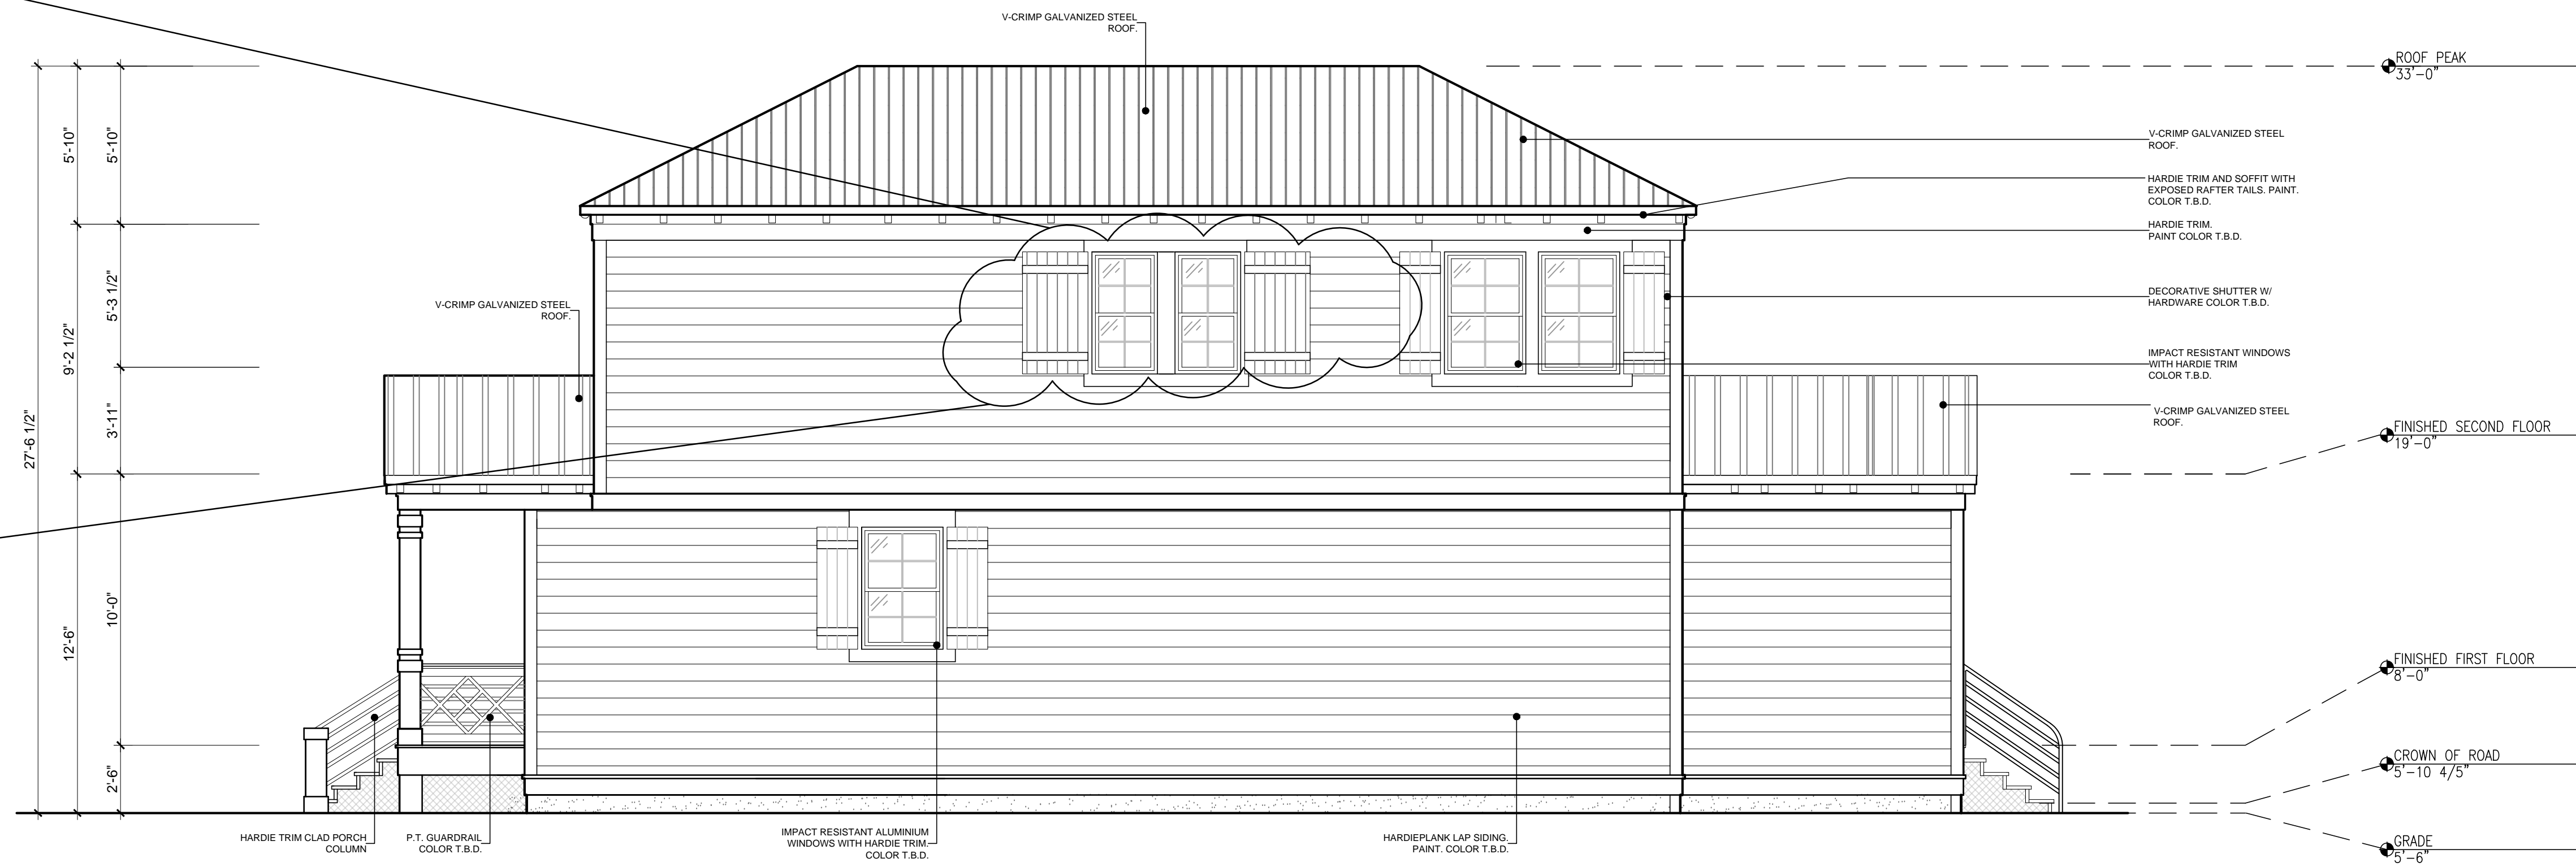 V-CRIMP GALVANIZED STEEL
ROOF.
ROOF PEAK
33'-0"
V-CRIMP GALVANIZED STEEL
ROOF.
HARDIE TRIM AND SOFFIT WITH
EXPOSED RAFTER TAILS. PAINT.
COLOR T.B.D.
HARDIE TRIM.
PAINT COLOR T.B.D.
DECORATIVE SHUTTER W/
HARDWARE COLOR T.B.D.
IMPACT RESISTANT WINDOWS
WITH HARDIE TRIM
COLOR T.B.D.
V-CRIMP GALVANIZED STEEL
ROOF.
V-CRIMP GALVANIZED STEEL
ROOF.
FINISHED SECOND FLOOR
19'-0"
FINISHED FIRST FLOOR
8'-0"
CROWN OF ROAD
5'-10 4/5"
GRADE
5'-6"
27'-6 1/2"
5'-10"
9'-2 1/2"
12'-6"
5'-10"
5'-3 1/2"
3'-11"
10'-0"
2'-6"
HARDIE TRIM CLAD PORCH
COLUMN
P.T. GUARDRAIL
COLOR T.B.D.
IMPACT RESISTANT ALUMINIUM
WINDOWS WITH HARDIE TRIM.
COLOR T.B.D.
HARDIEPLANK LAP SIDING.
PAINT. COLOR T.B.D.